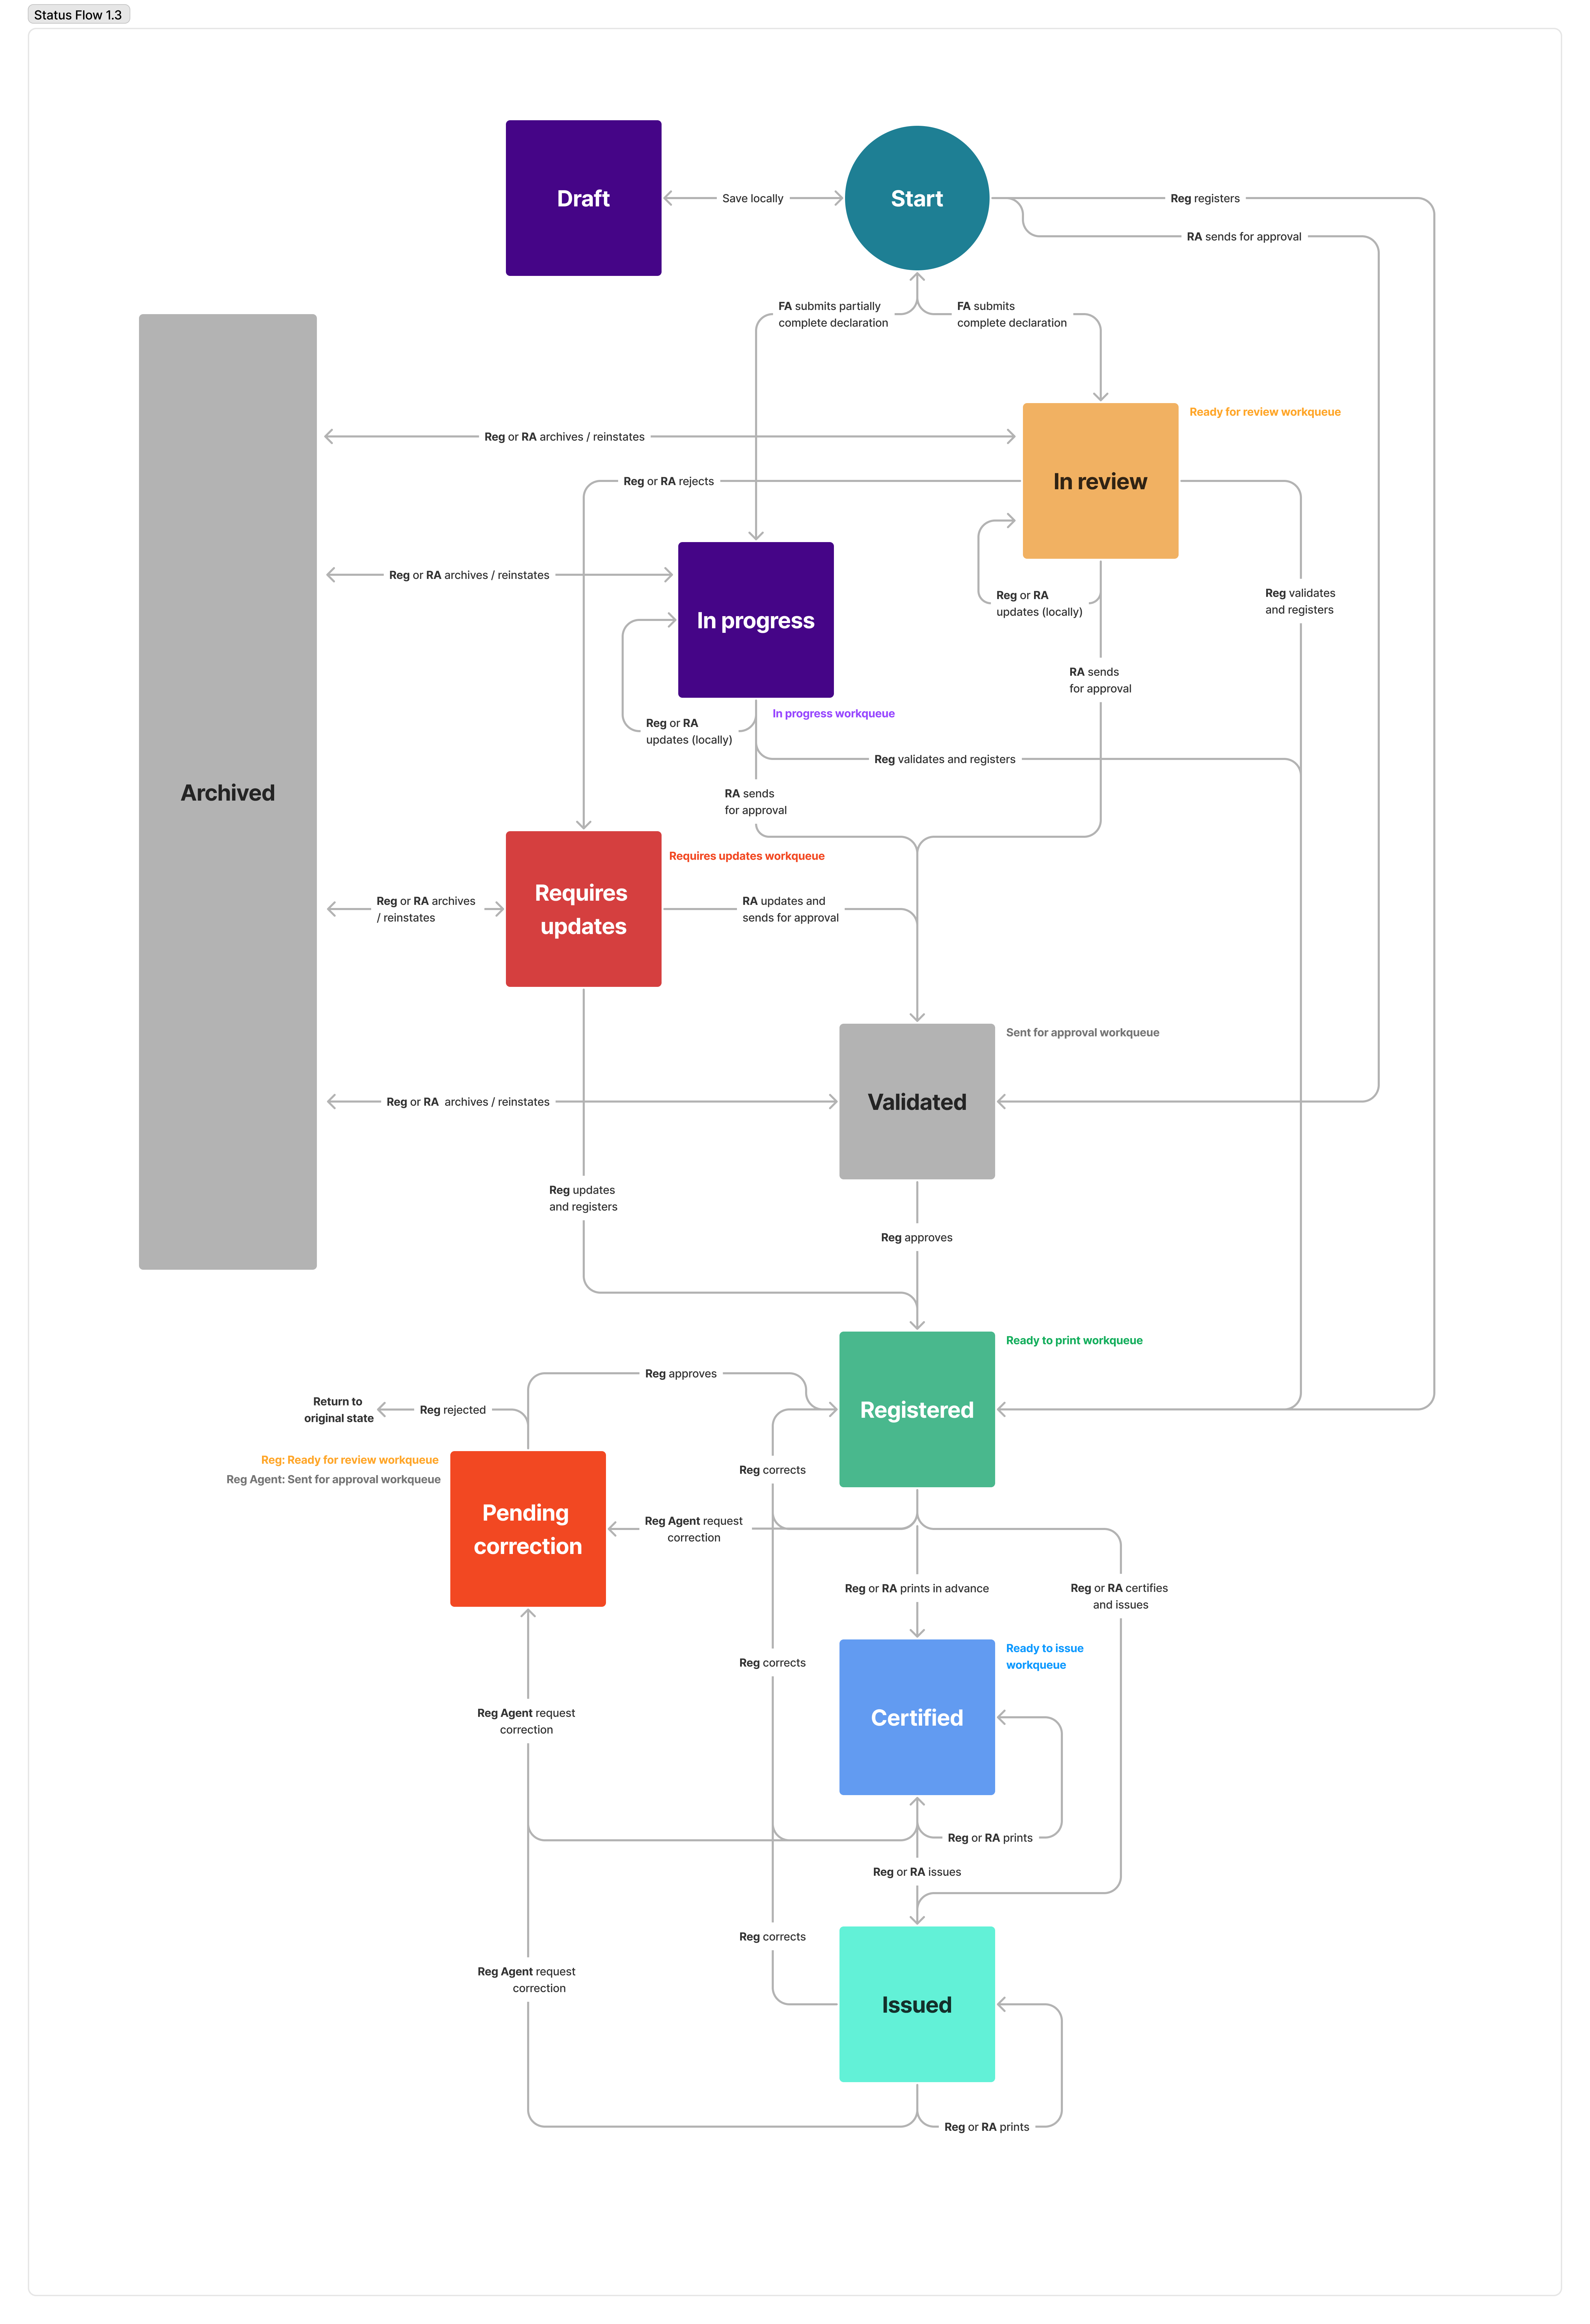 Status Flow 1.3
Draft
Save locally
Start
Reg registers
RA sends for approval
FA submits partially
complete declaration
FA submits
complete declaration
Ready for review workqueue
Reg or RA archives / reinstates
In review
Reg or RA rejects
Reg or RA archives / reinstates
In progress
Reg or RA
updates (locally)
Reg validates
and registers
RA sends
for approval
In progress workqueue
Reg or RA
updates (locally)
Reg validates and registers
Archived
RA sends
for approval
Requires updates workqueue
Requires
updates
Reg or RA archives
/ reinstates
RA updates and
sends for approval
Sent for approval workqueue
Reg or RA archives / reinstates
Validated
Reg updates
and registers
Reg approves
Ready to print workqueue
Reg approves
Return to
original state
Reg rejected
Registered
Reg: Ready for review workqueue
Reg Agent: Sent for approval workqueue
Reg corrects
Pending
correction
Reg Agent request
correction
Reg or RA prints in advance
Reg or RA certifies
and issues
Ready to issue
workqueue
Reg corrects
Reg Agent request
correction
Certified
Reg or RA prints
Reg or RA issues
Reg corrects
Reg Agent request
correction
Issued
Reg or RA prints